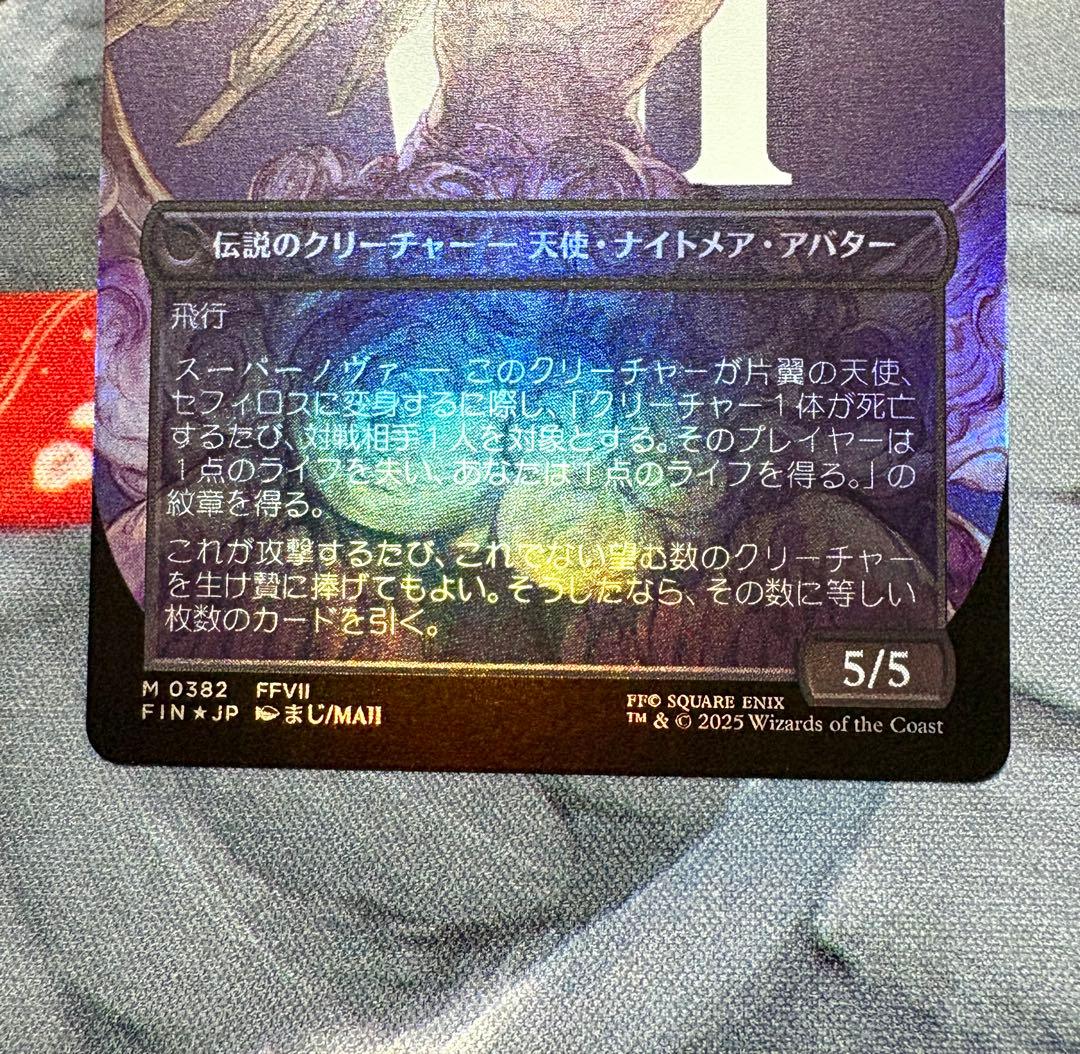 VII
伝説のクリーチャー ― 天使・ナイトメア・アバター
飛行
スーパーノヴァ ― このクリーチャーが片翼の天使、
セフィロスに変身するに際し、「クリーチャー1体が死亡
するたび、対戦相手1人を対象とする。そのプレイヤーは
1点のライフを失い、あなたは1点のライフを得る。」の
紋章を得る。
これが攻撃するたび、これでない望む数のクリーチャー
を生け贄に捧げてもよい。そうしたなら、その数に等しい
枚数のカードを引く。
5/5
M 0382 FFVII
FIN★JP まじ/MAJI
FF© SQUARE ENIX
™ & © 2025 Wizards of the Coast